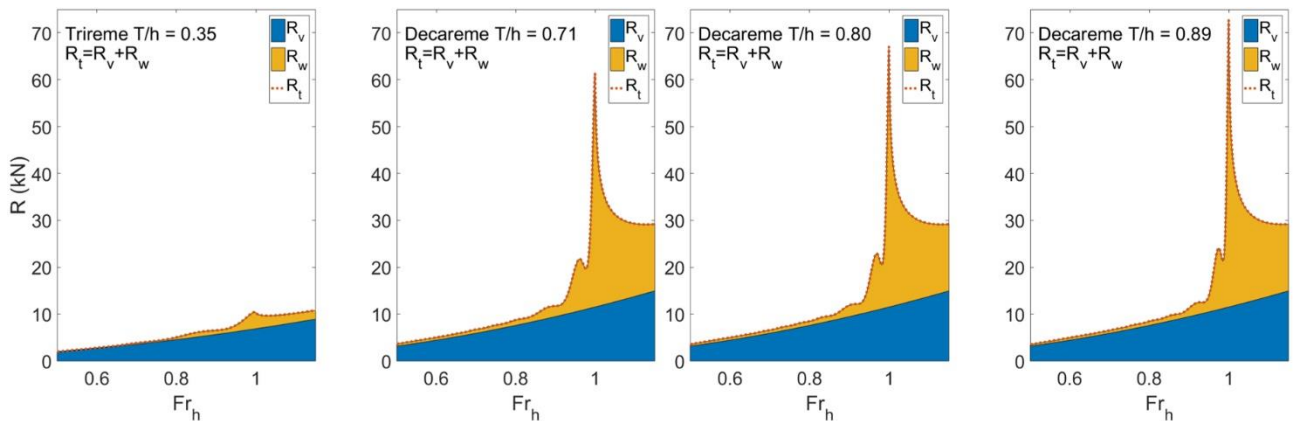 Trireme T/h = 0.35
R_t=R_v+R_w
R_v
R_w
R_t
70
60
50
40
30
20
10
0
R (kN)
0.6
0.8
1
Fr_h
Decareme T/h = 0.71
R_t=R_v+R_w
R_v
R_w
R_t
70
60
50
40
30
20
10
0
0.6
0.8
1
Fr_h
Decareme T/h = 0.80
R_t=R_v+R_w
R_v
R_w
R_t
70
60
50
40
30
20
10
0
0.6
0.8
1
Fr_h
Decareme T/h = 0.89
R_t=R_v+R_w
R_v
R_w
R_t
70
60
50
40
30
20
10
0
0.6
0.8
1
Fr_h